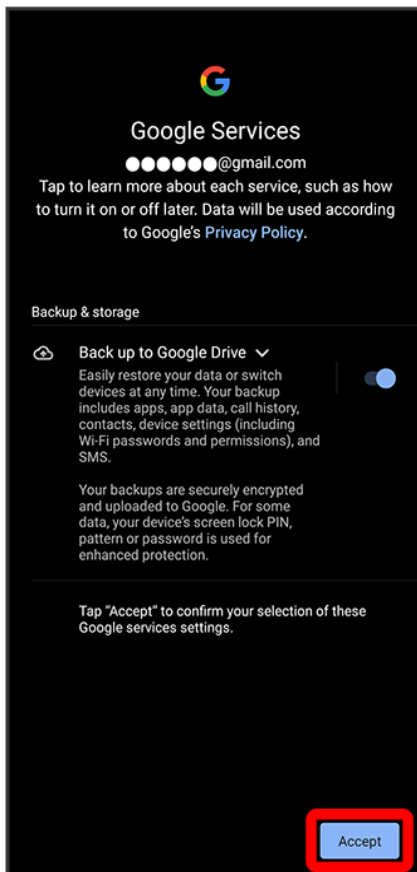 Google Services
●●●●●●@gmail.com
Tap to learn more about each service, such as how
to turn it on or off later. Data will be used according
to Google's Privacy Policy.
Backup & storage
Back up to Google Drive
Easily restore your data or switch
devices at any time. Your backup
includes apps, app data, call history,
contacts, device settings (including
Wi-Fi passwords and permissions), and
SMS.
Your backups are securely encrypted
and uploaded to Google. For some
data, your device's screen lock PIN,
pattern or password is used for
enhanced protection.
Tap “Accept” to confirm your selection of these
Google services settings.
Accept